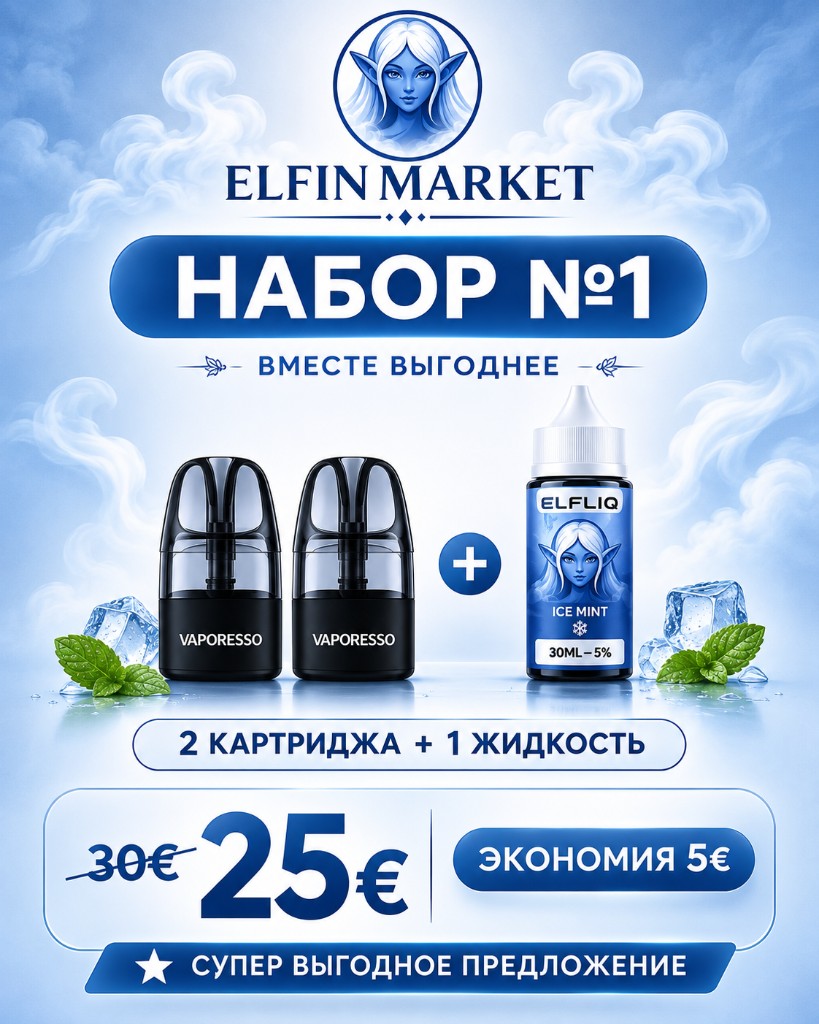 ELFIN MARKET
НАБОР №1
ВМЕСТЕ ВЫГОДНЕЕ
VAPORESSO
VAPORESSO
+
ELFLIQ
ICE MINT
30ML – 5%
2 КАРТРИДЖА + 1 ЖИДКОСТЬ
30€ 25€
ЭКОНОМИЯ 5€
СУПЕР ВЫГОДНОЕ ПРЕДЛОЖЕНИЕ